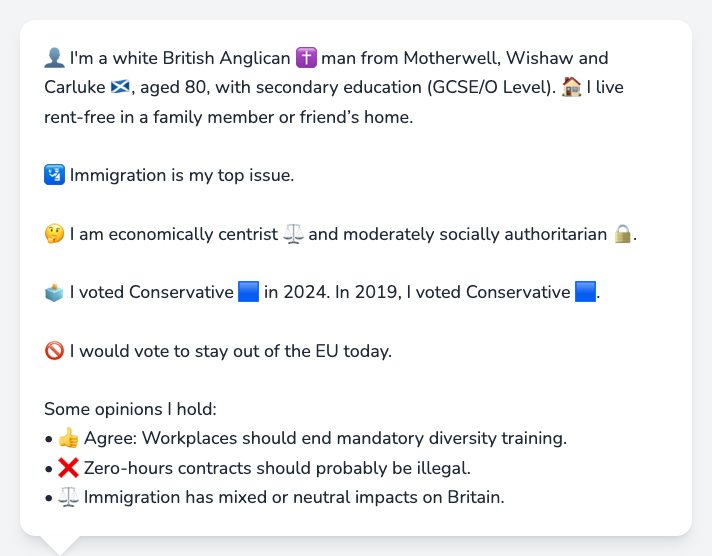 👤 I'm a white British Anglican ✝️ man from Motherwell, Wishaw and
Carluke 🏴󠁧󠁢󠁳󠁣󠁴󠁿, aged 80, with secondary education (GCSE/O Level). 🏠 I live
rent-free in a family member or friend’s home.
🛂 Immigration is my top issue.
🤔 I am economically centrist ⚖️ and moderately socially authoritarian 🔒.
🗳️ I voted Conservative 🟦 in 2024. In 2019, I voted Conservative 🟦.
🚫 I would vote to stay out of the EU today.
Some opinions I hold:
• 👍 Agree: Workplaces should end mandatory diversity training.
• ❌ Zero-hours contracts should probably be illegal.
• ⚖️ Immigration has mixed or neutral impacts on Britain.